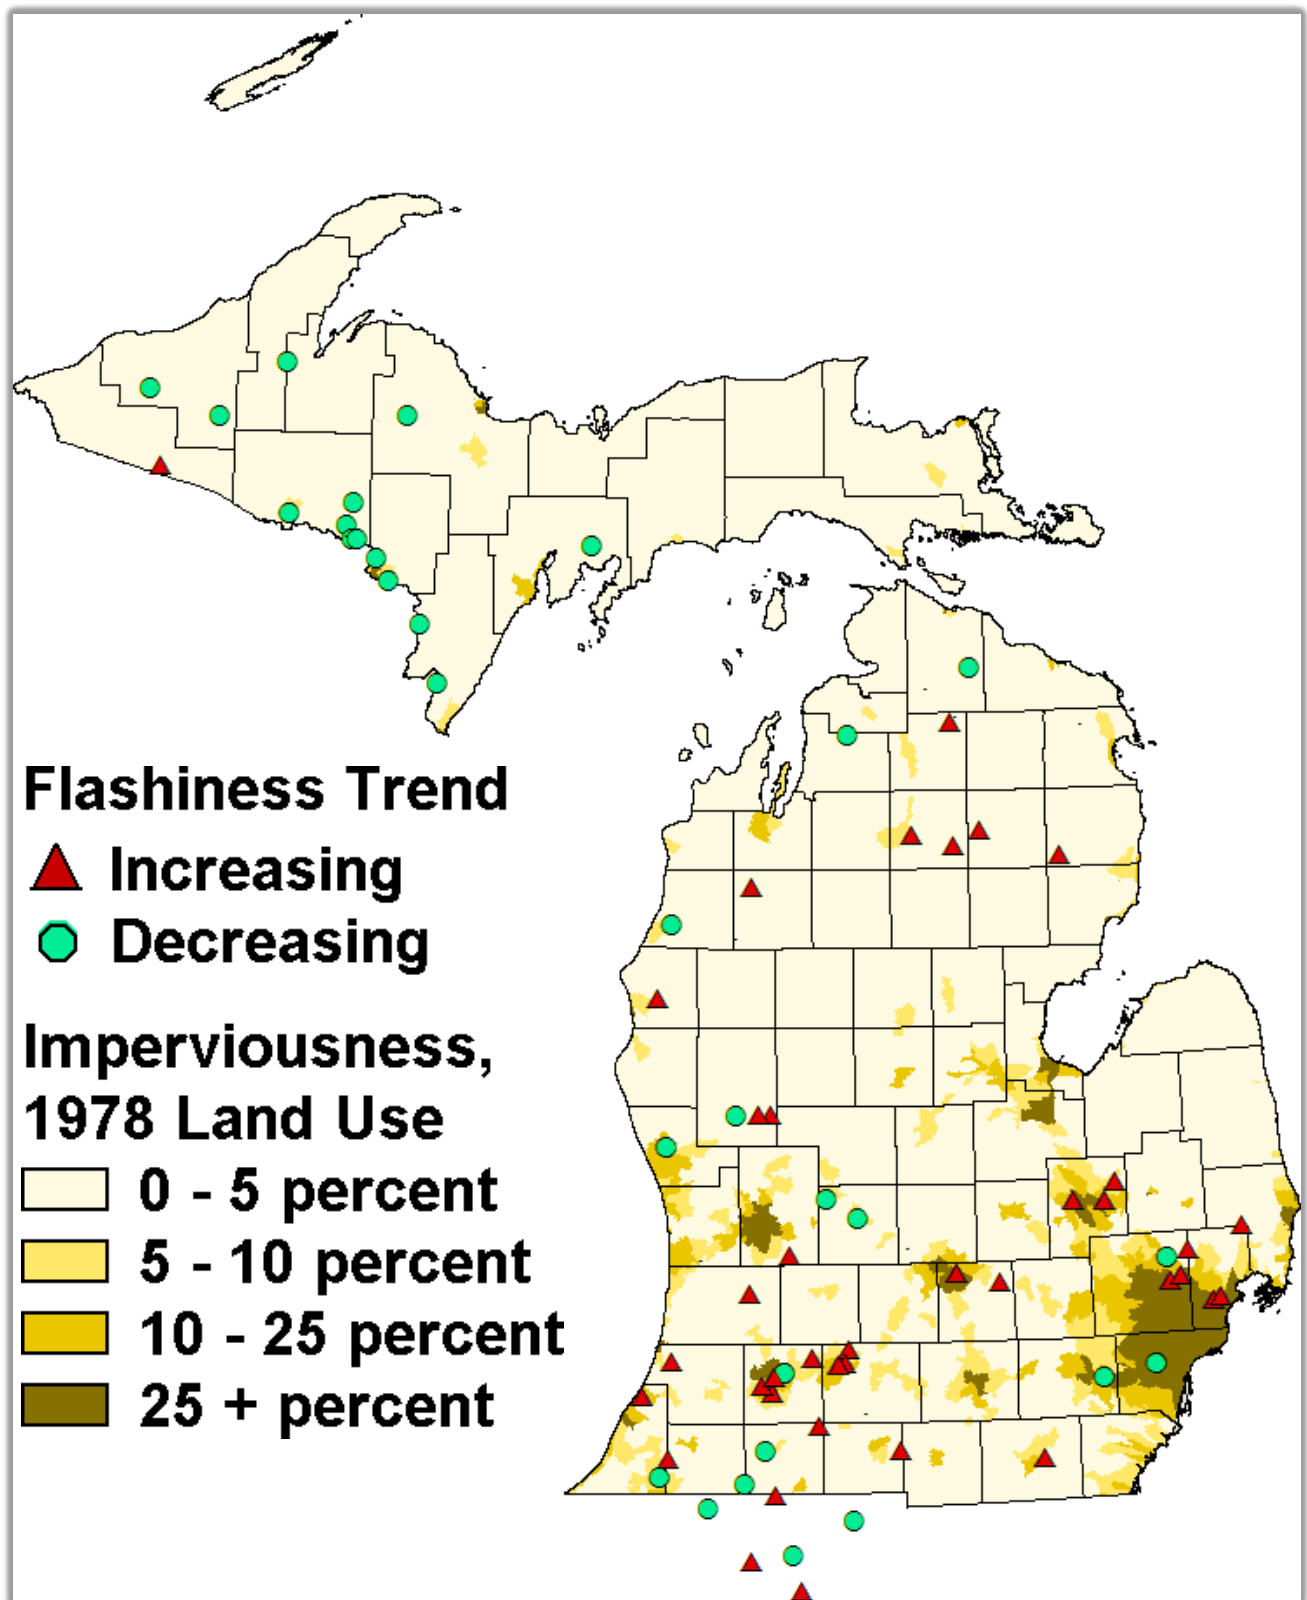 Flashiness Trend
Increasing
Decreasing
Imperviousness,
1978 Land Use
0 - 5 percent
5 - 10 percent
10 - 25 percent
25 + percent